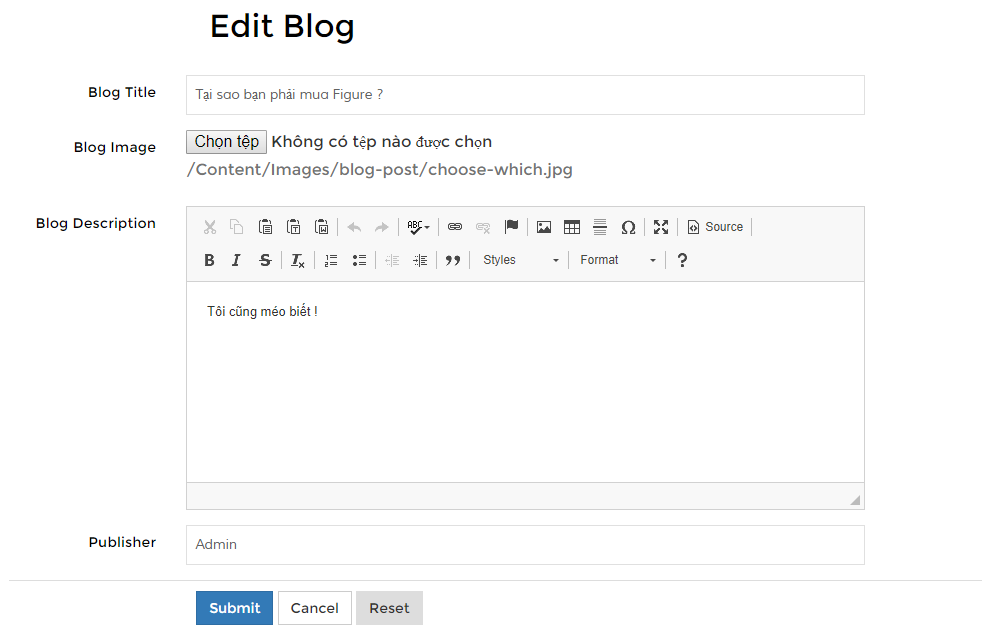 Edit Blog
Blog Title
Tại sao bạn phải mua Figure ?
Blog Image
Chọn tệp Không có tệp nào được chọn
/Content/Images/blog-post/choose-which.jpg
Blog Description
ABC
Source
B I S Tx
Styles
Format
?
Tôi cũng méo biết !
Publisher
Admin
Submit Cancel Reset